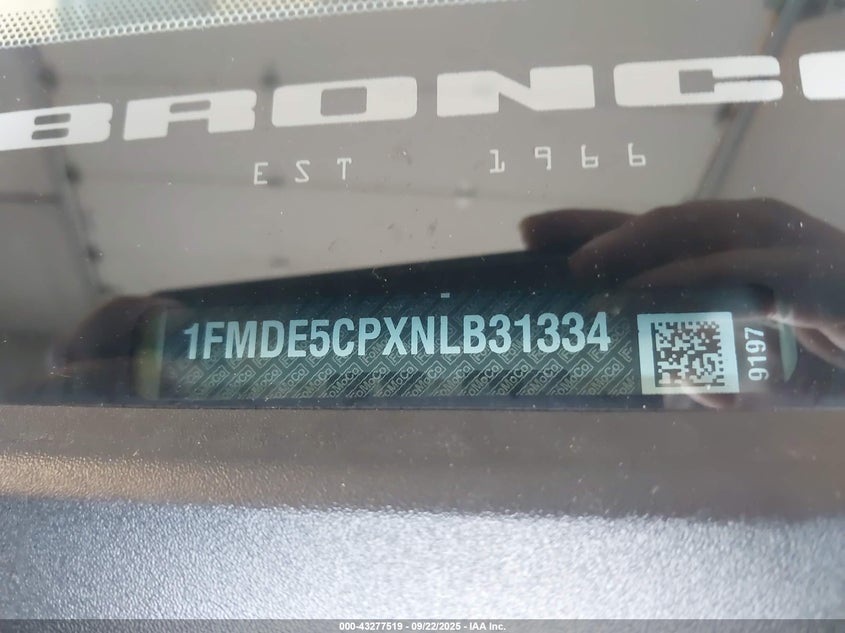 BRONCO
EST 1966
1FMDE5CPXNLB31334
9197
000-43277519 - 09/22/2025 - IAA Inc.